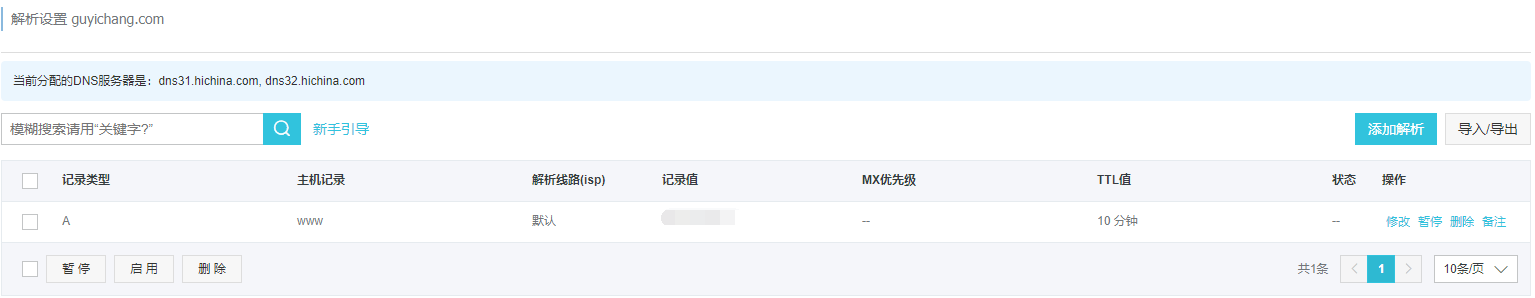 解析设置 guyichang.com
当前分配的DNS服务器是：dns31.hichina.com, dns32.hichina.com
模糊搜索请用“关键字?” 新手引导 添加解析 导入/导出
记录类型 主机记录 解析线路(isp) 记录值 MX优先级 TTL值 状态 操作
A www 默认 -- 10 分钟 -- 修改 暂停 删除 备注
暂 停 启 用 删 除 共1条 1 10条/页